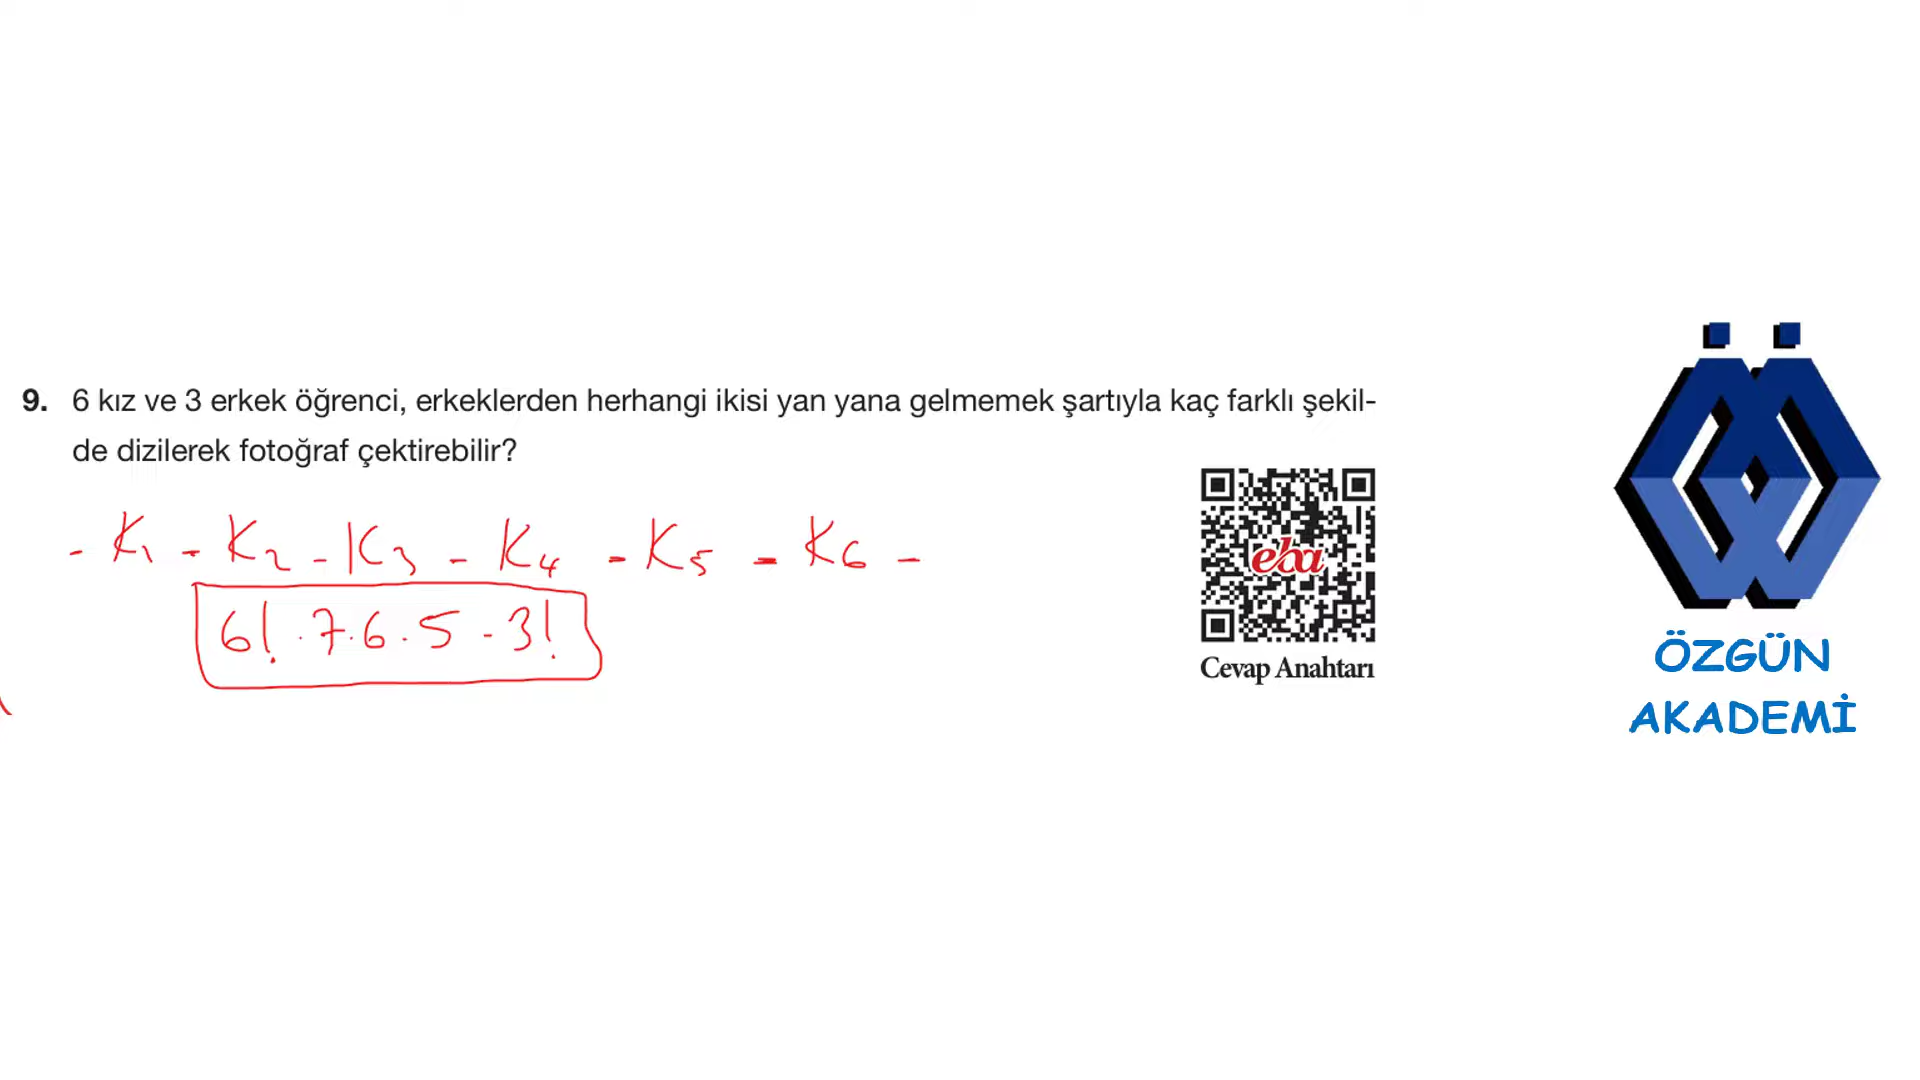 9. 6 kız ve 3 erkek öğrenci, erkeklerden herhangi ikisi yan yana gelmemek şartıyla kaç farklı şekil-
de dizilerek fotoğraf çektirebilir?
- K1 - K2 - K3 - K4 - K5 - K6 -
6! . 7 . 6 . 5 . 3!
eba
Cevap Anahtarı
ÖZGÜN
AKADEMİ